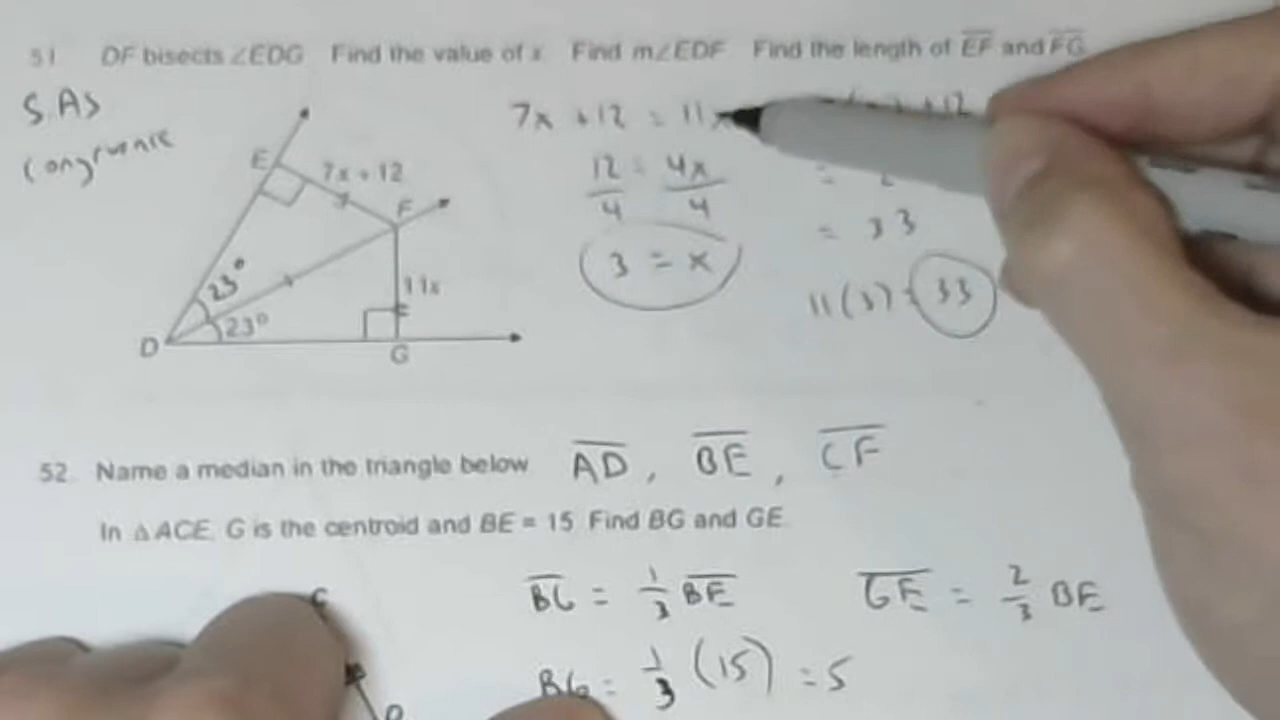 51 DF bisects ∠EDG Find the value of x Find m∠EDF Find the length of EF and FG
S.AS
Congruence
E
7x + 12
F
23°
23°
11x
D
G
7x + 12 = 11x
12 = 4x
4 4
3 = x
+ 12
= 33
11(3) = 33
52. Name a median in the triangle below AD, BE, CF
In △ACE, G is the centroid and BE = 15 Find BG and GE
BG = 1/3 BE
GE = 2/3 BE
BG = 1/3 (15) = 5
C
D